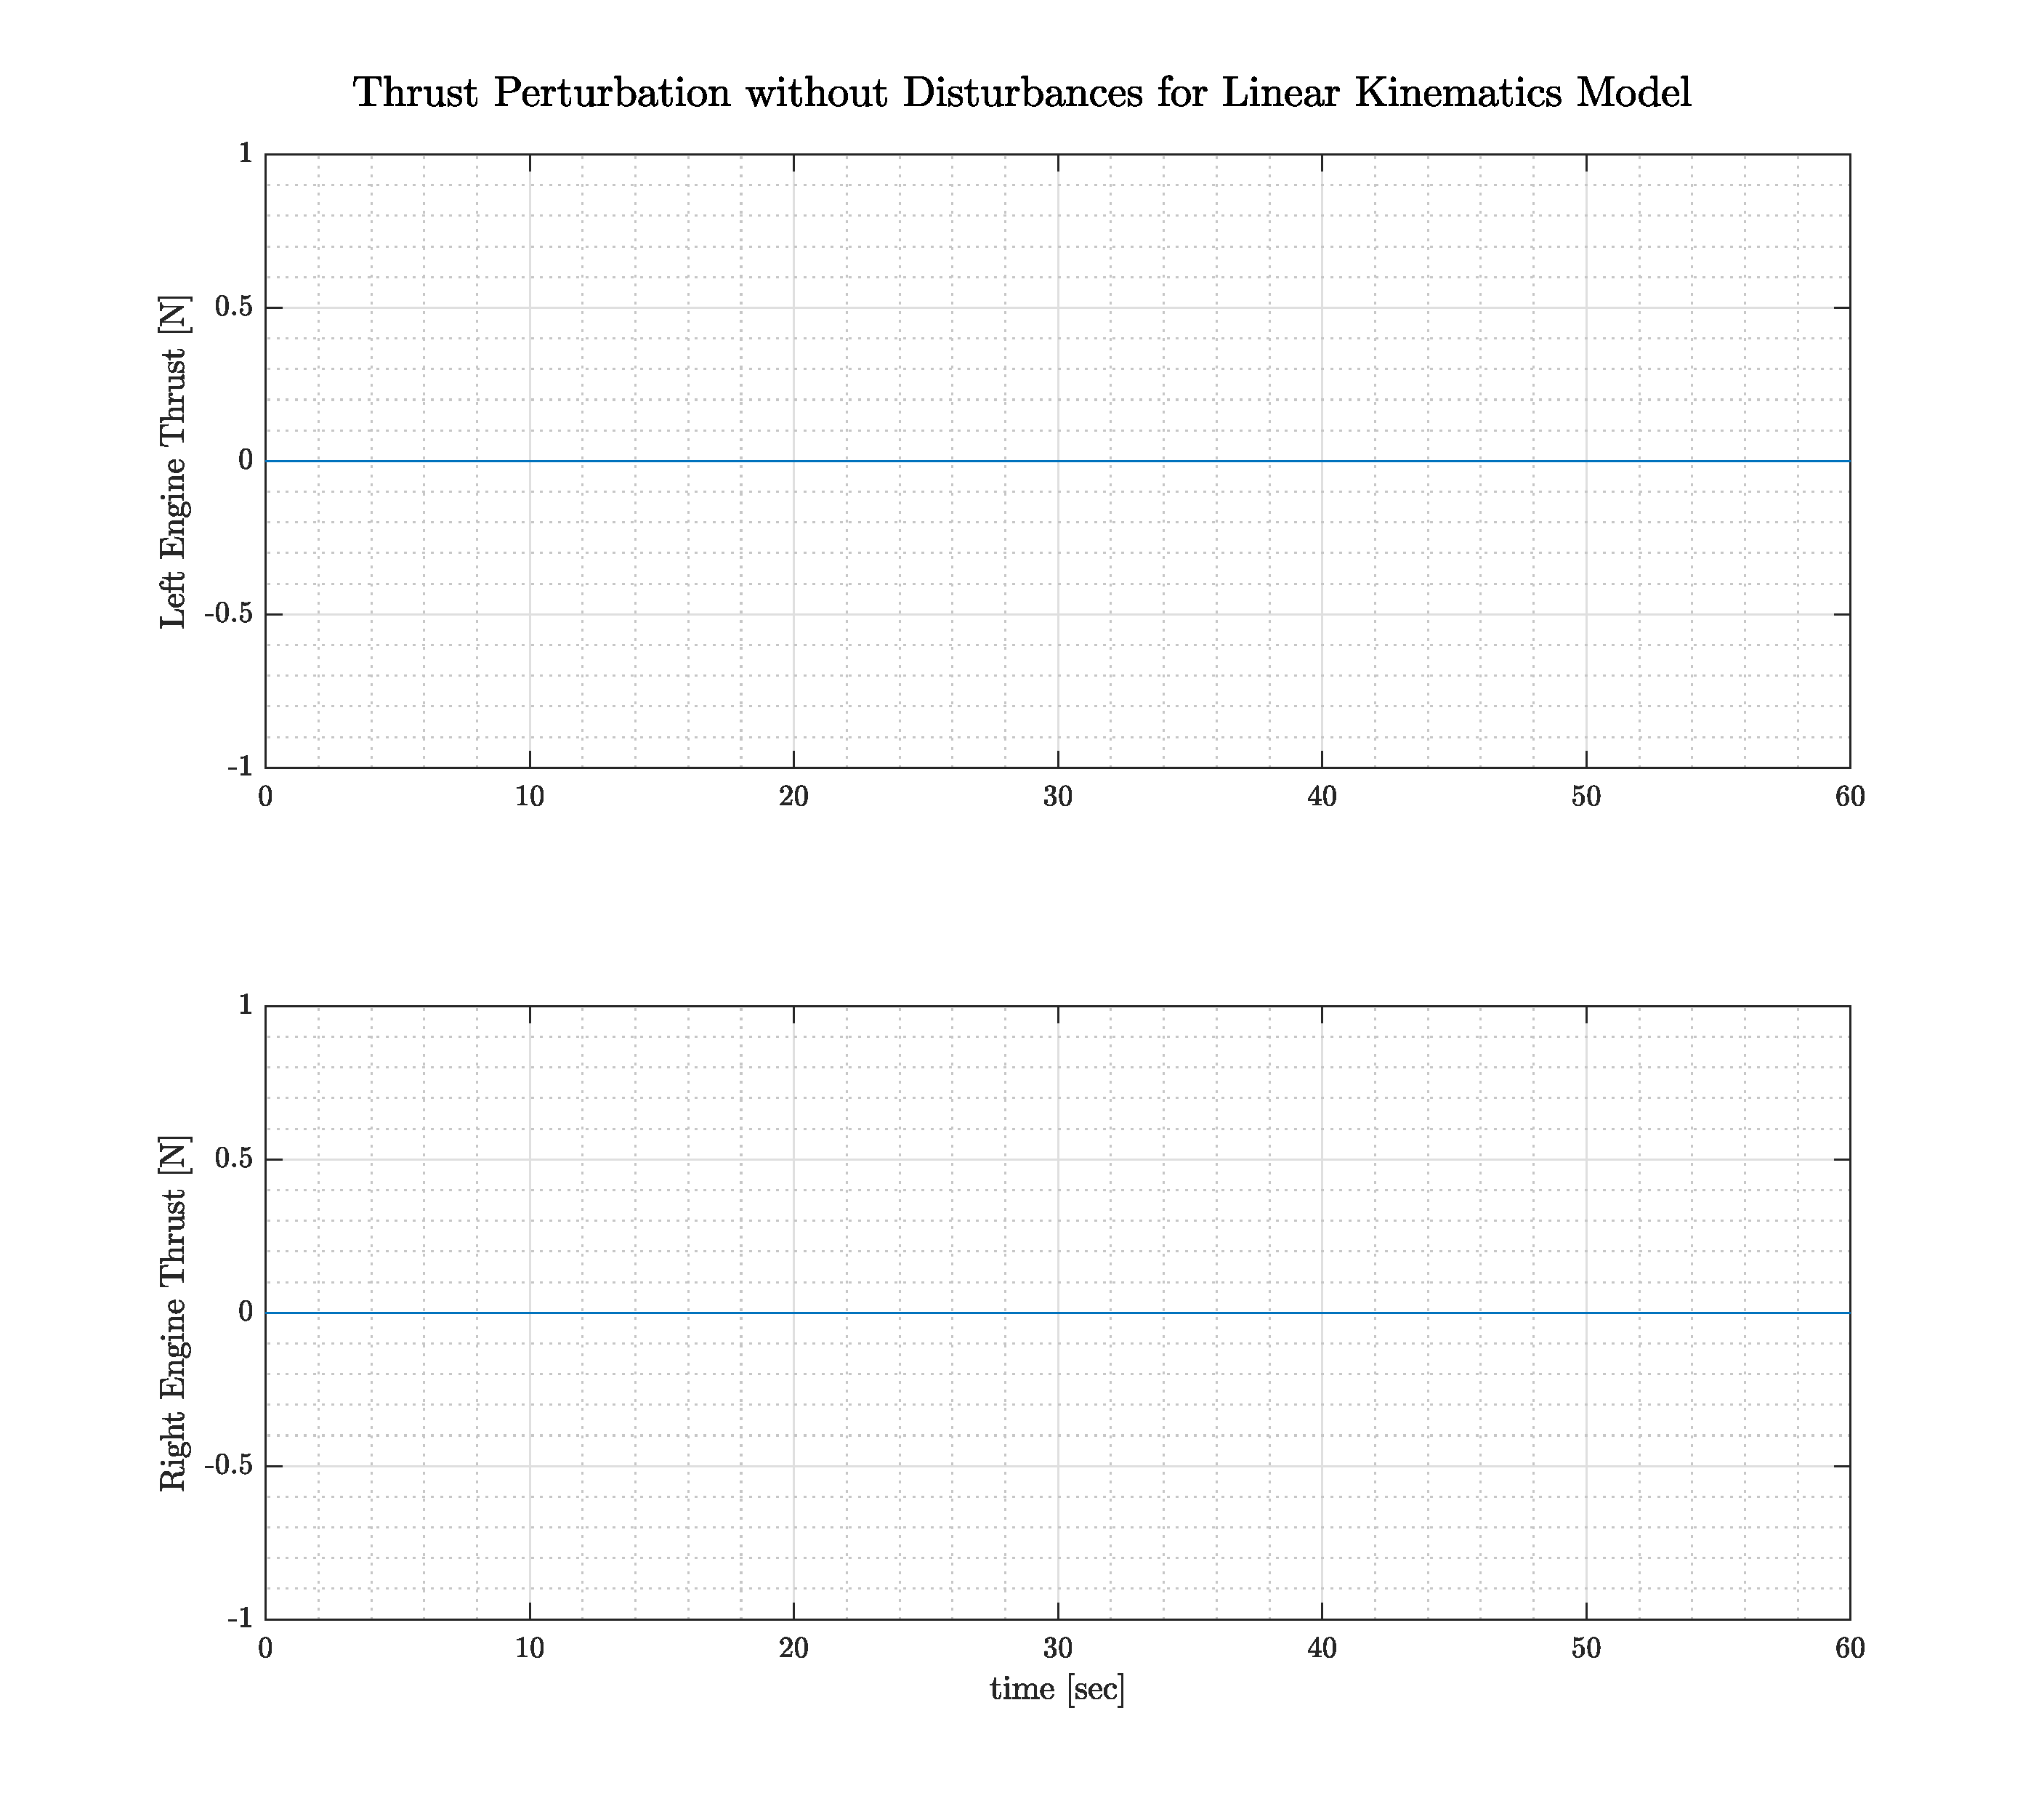 Thrust Perturbation without Disturbances for Linear Kinematics Model
1
0.5
0
-0.5
-1
Left Engine Thrust [N]
0 10 20 30 40 50 60
1
0.5
0
-0.5
-1
Right Engine Thrust [N]
0 10 20 30 40 50 60
time [sec]